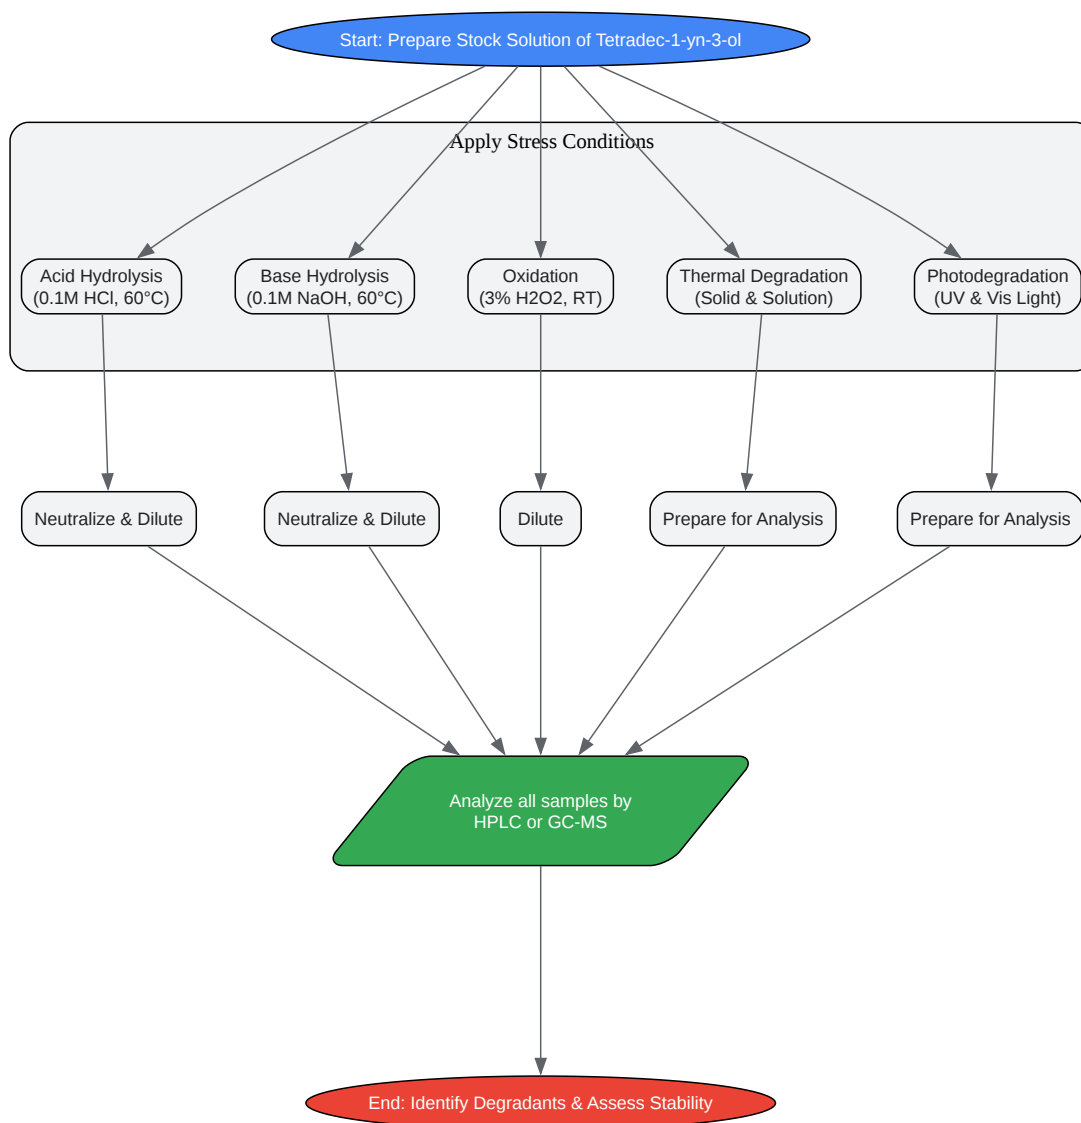 Start: Prepare Stock Solution of Tetradec-1-yn-3-ol
Apply Stress Conditions
Acid Hydrolysis
(0.1M HCl, 60°C)
Base Hydrolysis
(0.1M NaOH, 60°C)
Oxidation
(3% H2O2, RT)
Thermal Degradation
(Solid & Solution)
Photodegradation
(UV & Vis Light)
Neutralize & Dilute
Neutralize & Dilute
Dilute
Prepare for Analysis
Prepare for Analysis
Analyze all samples by
HPLC or GC-MS
End: Identify Degradants & Assess Stability